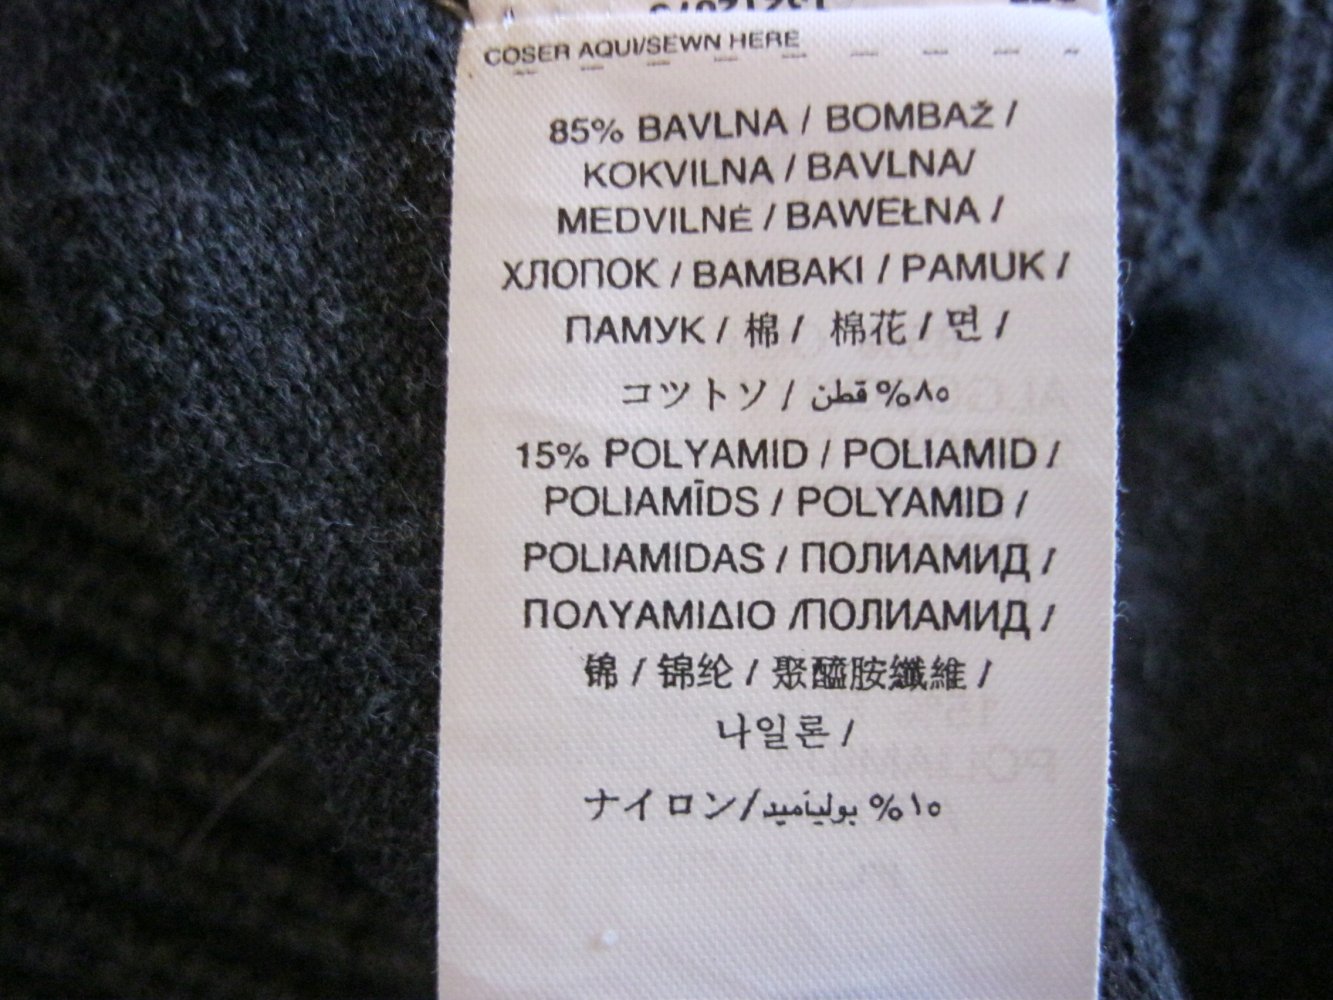 COSER AQUI/SEWN HERE
85% BAVLNA / BOMBAŽ /
KOKVILNA / BAVLNA/
MEDVILNĖ / BAWEŁNA /
ХЛОПОК / BAMBAKI / PAMUK /
ПАМУК / 棉 / 棉花 / 면 /
コツトソ / قطن %٨٥
15% POLYAMID / POLIAMID /
POLIAMĪDS / POLYAMID /
POLIAMIDAS / ПОЛИАМИД /
ΠΟΛΥΑΜΙΔΙΟ /ПОЛИАМИД /
锦 / 锦纶 / 聚醯胺纖維 /
나일론 /
ナイロン/ بوليأميد %١٥